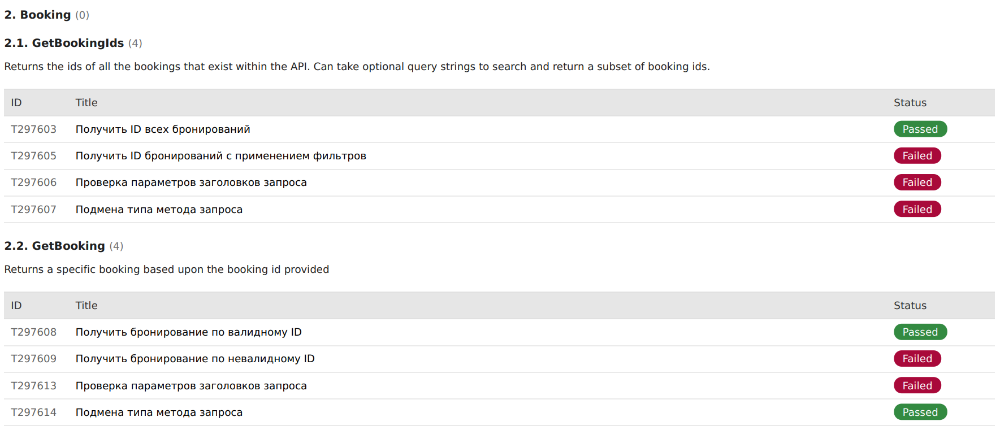 2. Booking (0)
2.1. GetBookingIds (4)
Returns the ids of all the bookings that exist within the API. Can take optional query strings to search and return a subset of booking ids.
ID Title Status
T297603 Получить ID всех бронирований Passed
T297605 Получить ID бронирований с применением фильтров Failed
T297606 Проверка параметров заголовков запроса Failed
T297607 Подмена типа метода запроса Failed
2.2. GetBooking (4)
Returns a specific booking based upon the booking id provided
ID Title Status
T297608 Получить бронирование по валидному ID Passed
T297609 Получить бронирование по невалидному ID Failed
T297613 Проверка параметров заголовков запроса Failed
T297614 Подмена типа метода запроса Passed